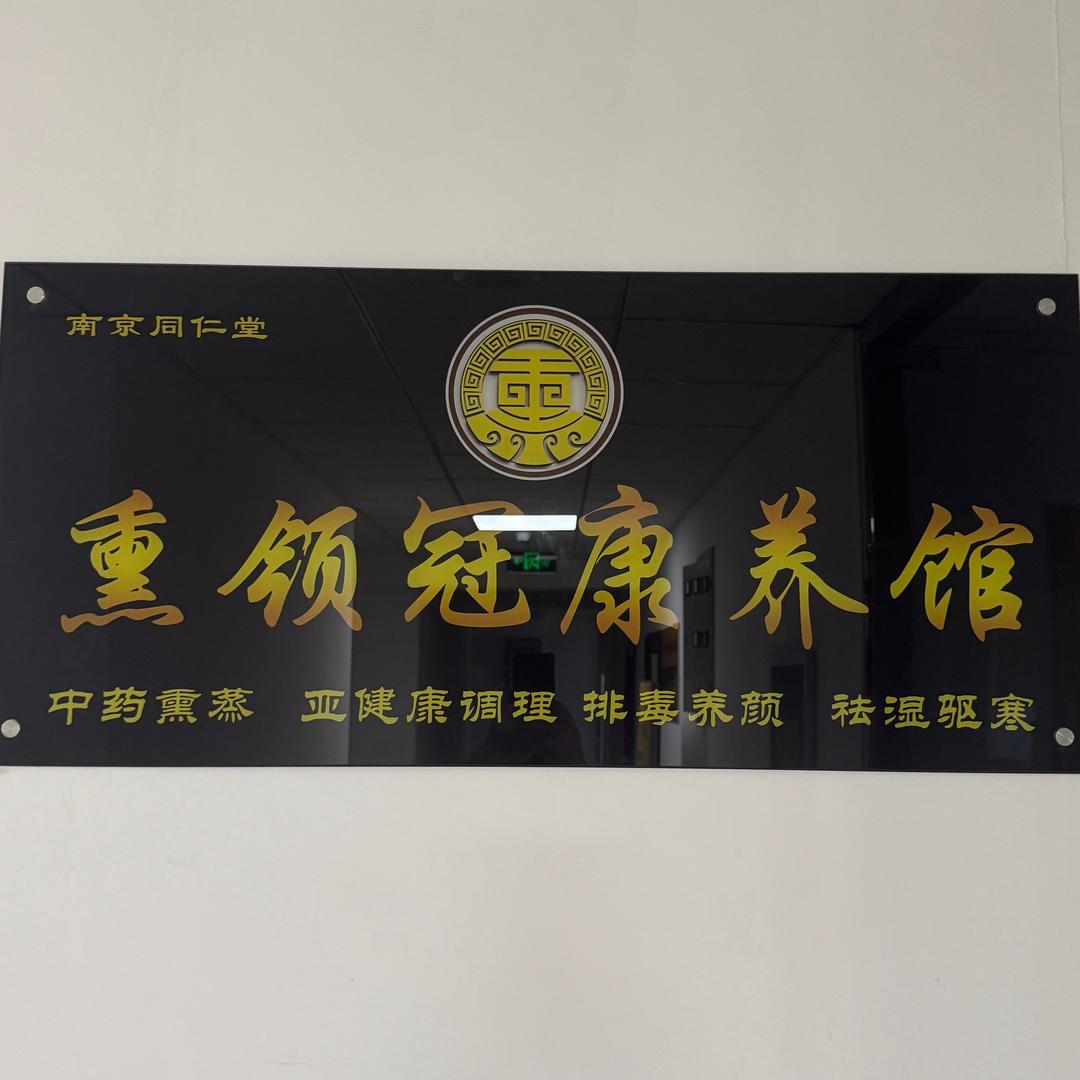 南京同仁堂
熏领冠康养馆
中药熏蒸 亚健康调理 排毒养颜 祛湿驱寒